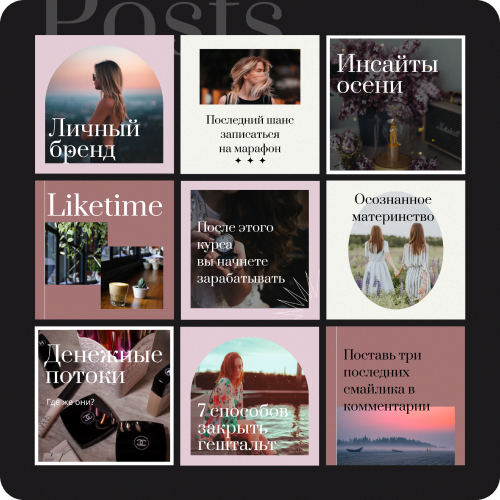 Posts
Личный
бренд
Последний шанс
записаться
на марафон
Инсайты
осени
Liketime
После этого
курса
вы начнете
зарабатывать
Осознанное
материнство
Денежные
потоки
Где же они?
7 способов
закрыть
гештальт
Поставь три
последних
смайлика в
комментарии